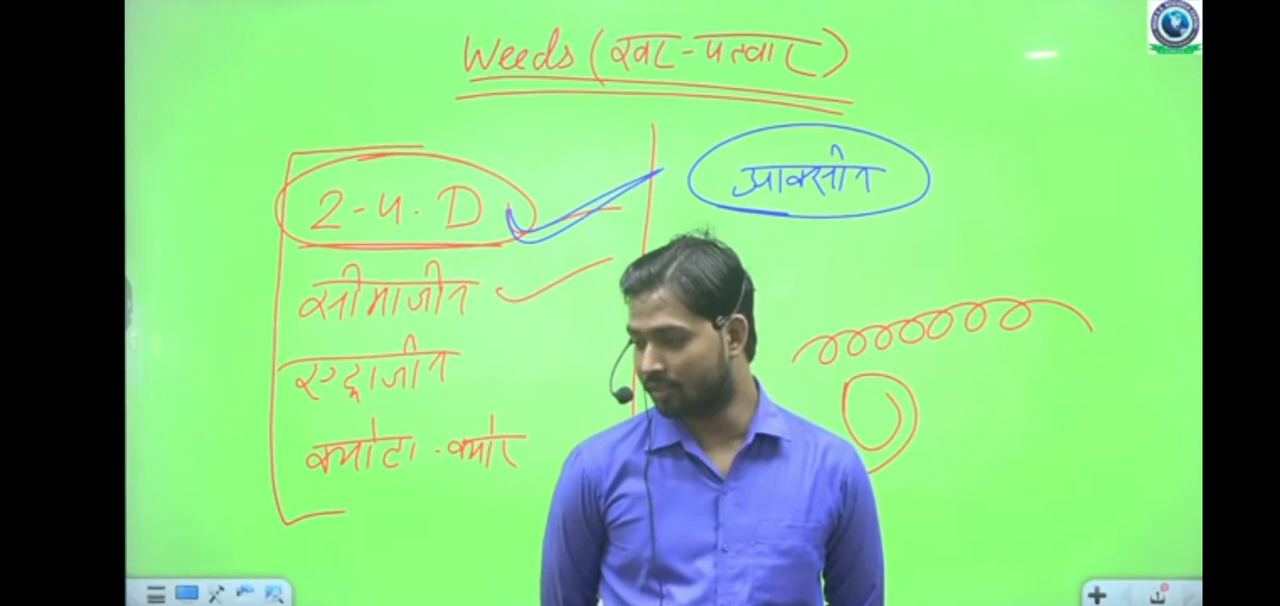 Weeds (खर-पतवार)
2-4.D
आक्सीन
सीमाजीन
एट्राजीन
ब्यूटा-क्लोर